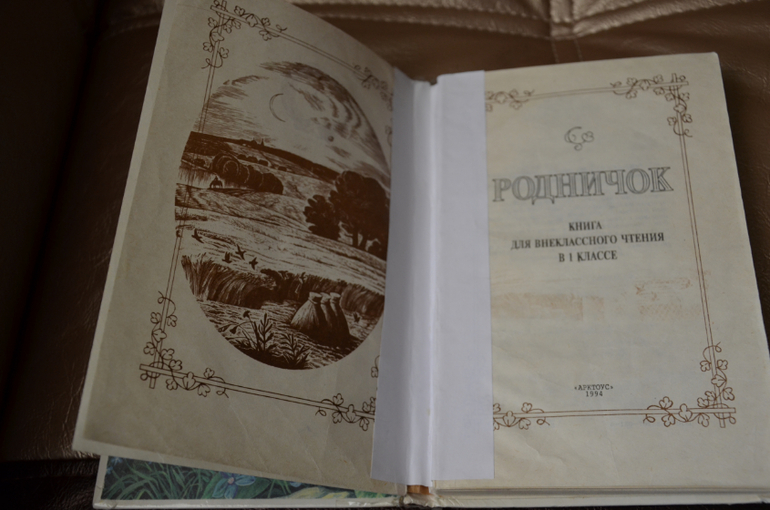 РОДНИЧОК
КНИГА
ДЛЯ ВНЕКЛАССНОГО ЧТЕНИЯ
В 1 КЛАССЕ
«АРКТОУС»
1994